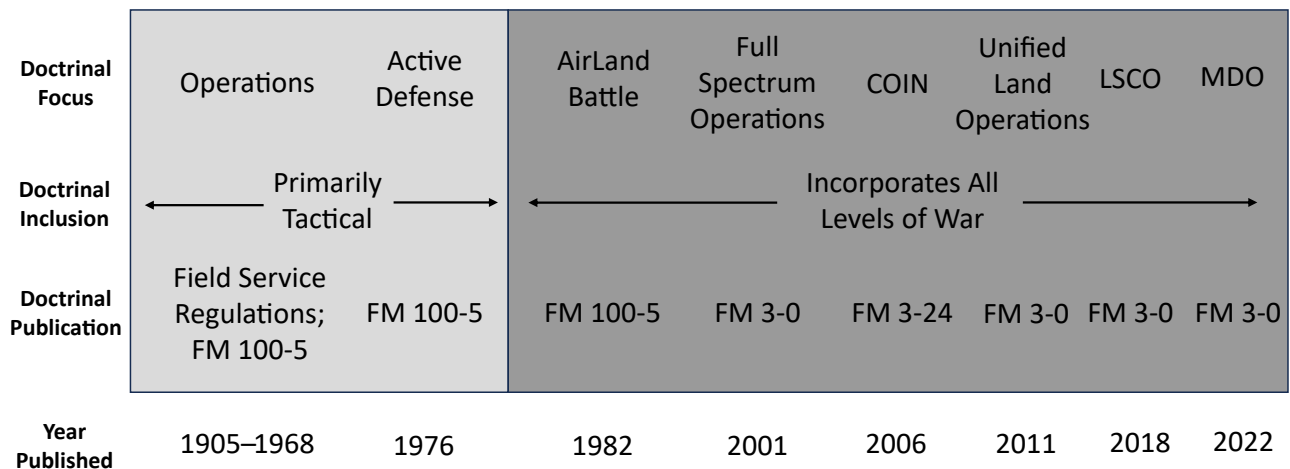 Doctrinal
Focus
Operations
Active
Defense
AirLand
Battle
Full
Spectrum
Operations
COIN
Unified
Land
Operations
LSCO
MDO
Doctrinal
Inclusion
Primarily
Tactical
Incorporates All
Levels of War
Doctrinal
Publication
Field Service
Regulations;
FM 100-5
FM 100-5
FM 100-5
FM 3-0
FM 3-24
FM 3-0
FM 3-0
FM 3-0
Year
Published
1905–1968
1976
1982
2001
2006
2011
2018
2022